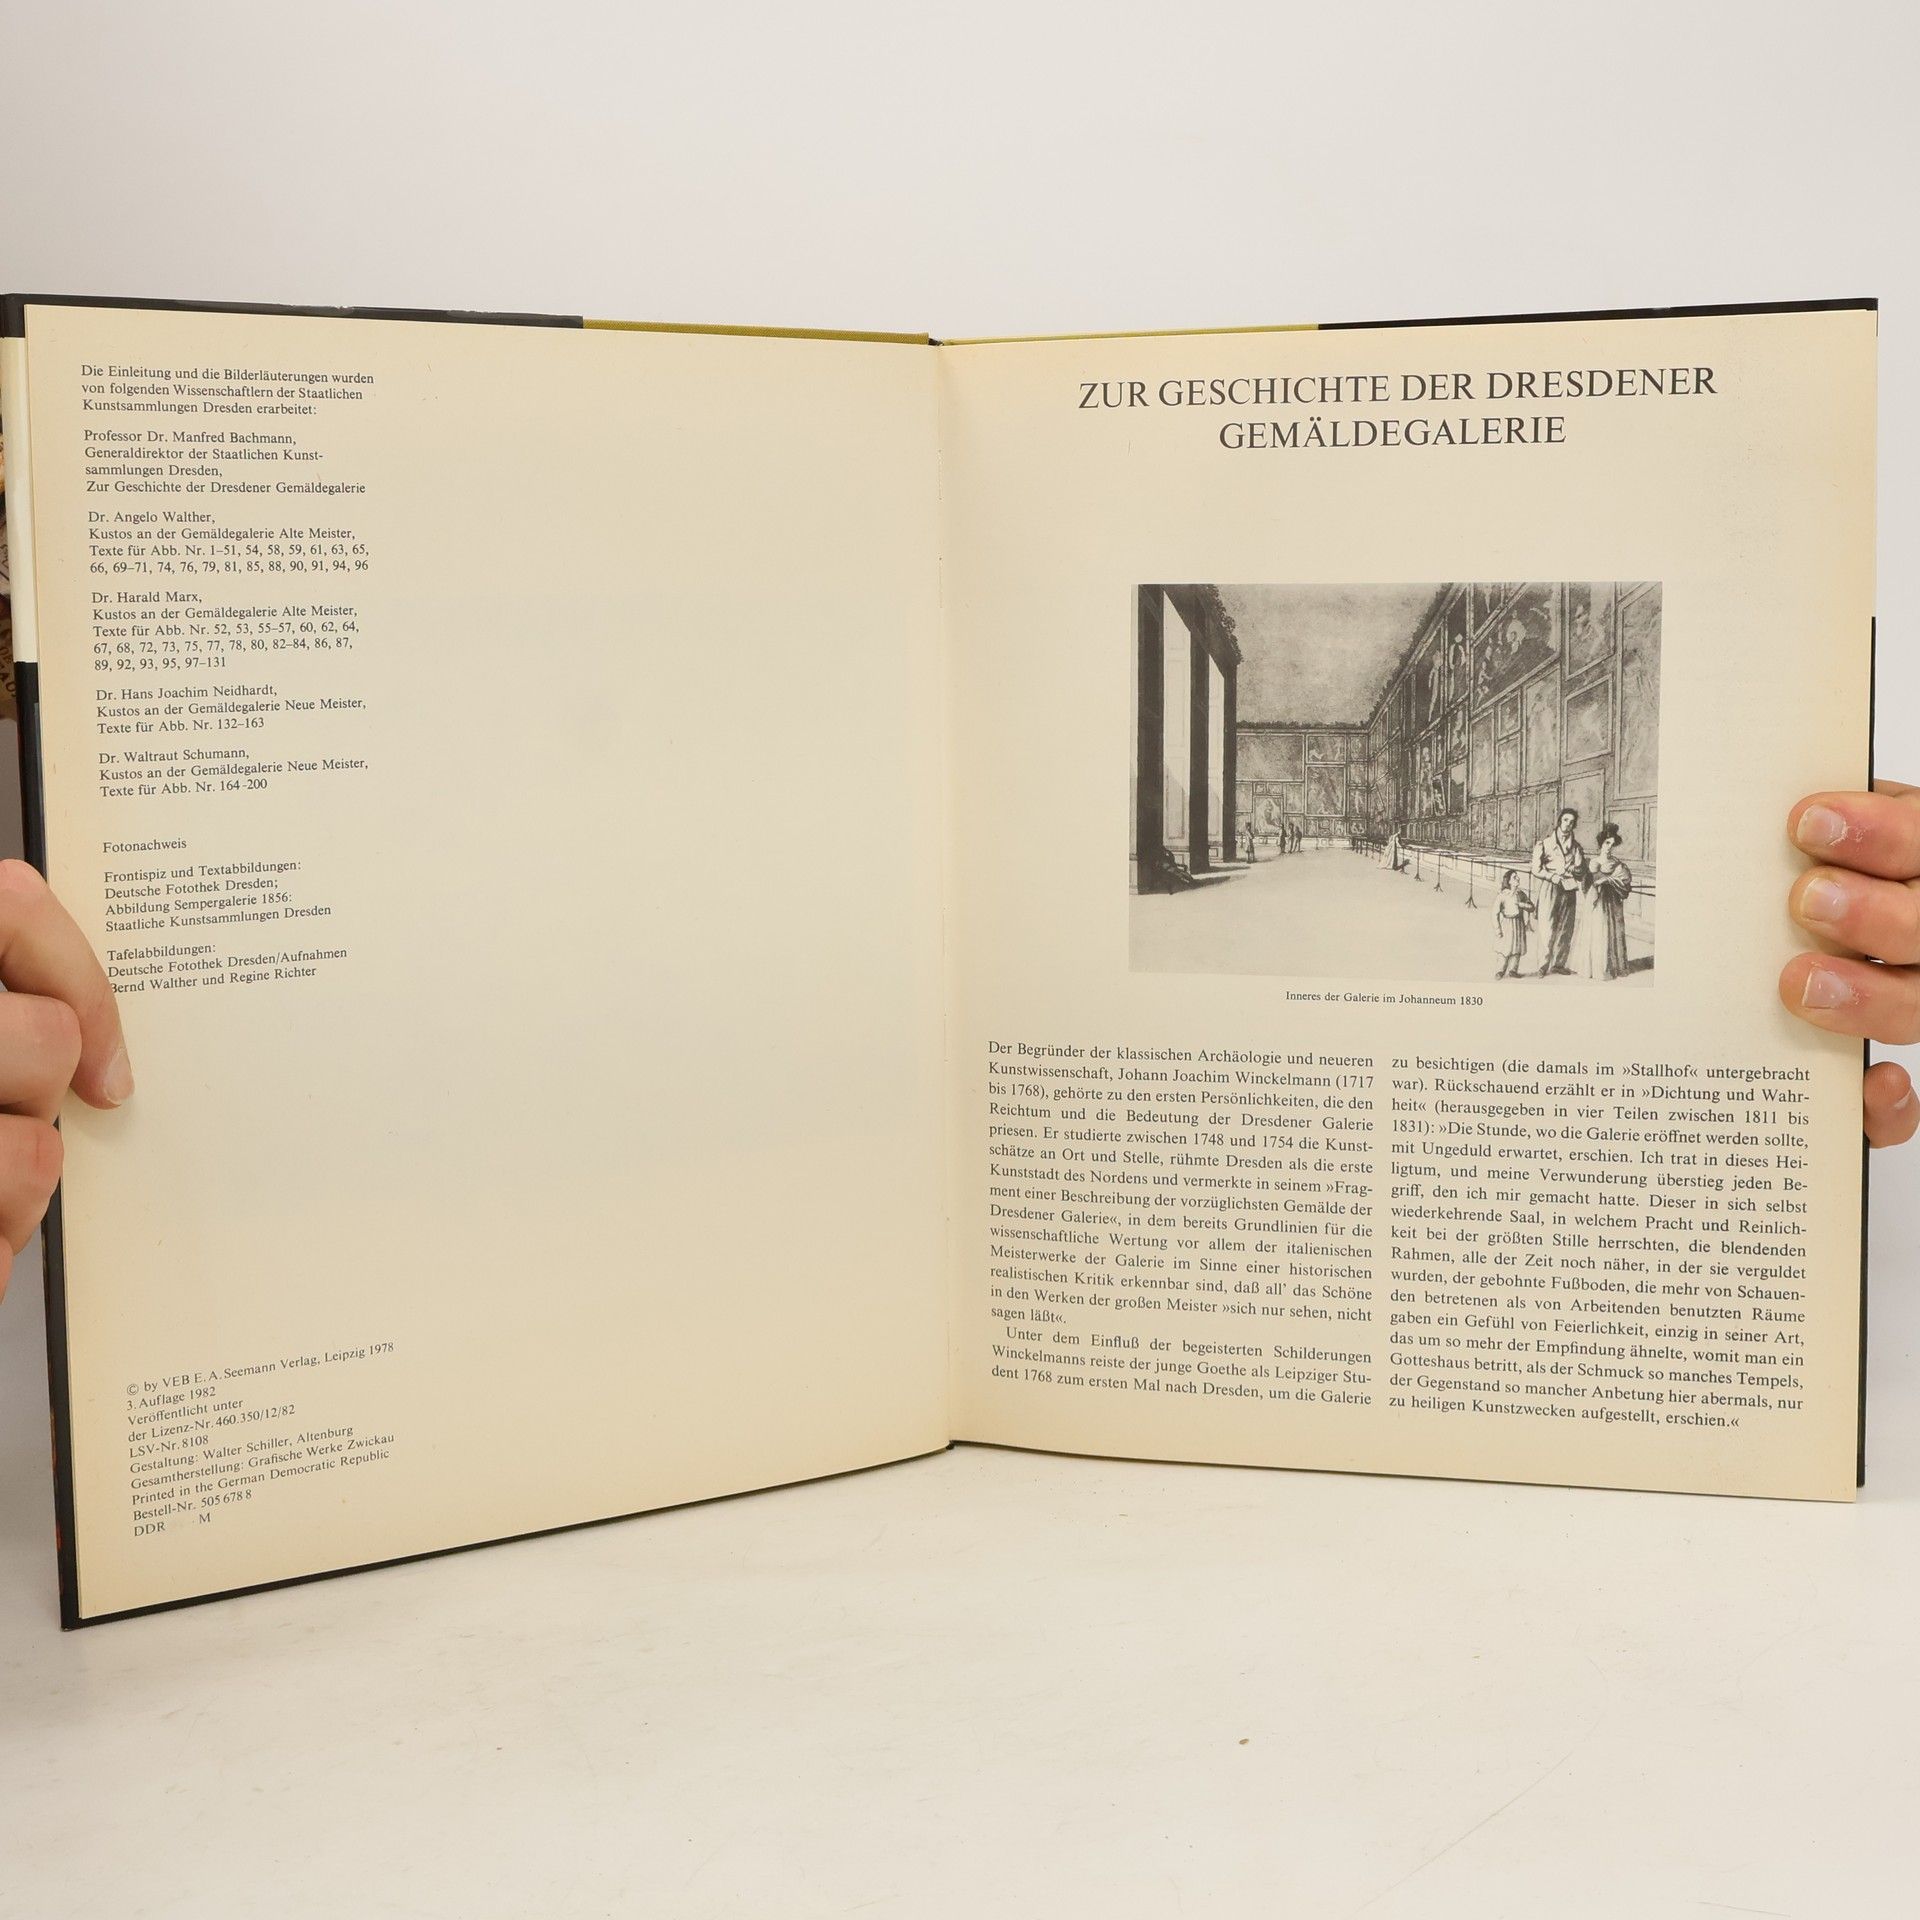 Die Einleitung und die Bilderläuterungen wurden
von folgenden Wissenschaftlern der Staatlichen
Kunstsammlungen Dresden erarbeitet:
Professor Dr. Manfred Bachmann,
Generaldirektor der Staatlichen Kunst-
sammlungen Dresden,
Zur Geschichte der Dresdener Gemäldegalerie
Dr. Angelo Walther,
Kustos an der Gemäldegalerie Alte Meister,
Texte für Abb. Nr. 1–51, 54, 58, 59, 61, 63, 65,
66, 69–71, 74, 76, 79, 81, 85, 88, 90, 91, 94, 96
Dr. Harald Marx,
Kustos an der Gemäldegalerie Alte Meister,
Texte für Abb. Nr. 52, 53, 55–57, 60, 62, 64,
67, 68, 72, 73, 75, 77, 78, 80, 82–84, 86, 87,
89, 92, 93, 95, 97–131
Dr. Hans Joachim Neidhardt,
Kustos an der Gemäldegalerie Neue Meister,
Texte für Abb. Nr. 132–163
Dr. Waltraut Schumann,
Kustos an der Gemäldegalerie Neue Meister,
Texte für Abb. Nr. 164-200
Fotonachweis
Frontispiz und Textabbildungen:
Deutsche Fotothek Dresden;
Abbildung Sempergalerie 1856:
Staatliche Kunstsammlungen Dresden
Tafelabbildungen:
Deutsche Fotothek Dresden/Aufnahmen
Bernd Walther und Regine Richter
© by VEB E. A. Seemann Verlag, Leipzig 1978
3. Auflage 1982
Veröffentlicht unter
der Lizenz-Nr. 460.350/12/82
LSV-Nr. 8108
Gestaltung: Walter Schiller, Altenburg
Gesamtherstellung: Grafische Werke Zwickau
Printed in the German Democratic Republic
Bestell-Nr. 505 678 8
DDR M
ZUR GESCHICHTE DER DRESDENER
GEMÄLDEGALERIE
Inneres der Galerie im Johanneum 1830
Der Begründer der klassischen Archäologie und neueren
Kunstwissenschaft, Johann Joachim Winckelmann (1717
bis 1768), gehörte zu den ersten Persönlichkeiten, die den
Reichtum und die Bedeutung der Dresdener Galerie
priesen. Er studierte zwischen 1748 und 1754 die Kunst-
schätze an Ort und Stelle, rühmte Dresden als die erste
Kunststadt des Nordens und vermerkte in seinem »Frag-
ment einer Beschreibung der vorzüglichsten Gemälde der
Dresdener Galerie«, in dem bereits Grundlinien für die
wissenschaftliche Wertung vor allem der italienischen
Meisterwerke der Galerie im Sinne einer historischen
realistischen Kritik erkennbar sind, daß all' das Schöne
in den Werken der großen Meister »sich nur sehen, nicht
sagen läßt«.
Unter dem Einfluß der begeisterten Schilderungen
Winckelmanns reiste der junge Goethe als Leipziger Stu-
dent 1768 zum ersten Mal nach Dresden, um die Galerie
zu besichtigen (die damals im »Stallhof« untergebracht
war). Rückschauend erzählt er in »Dichtung und Wahr-
heit« (herausgegeben in vier Teilen zwischen 1811 bis
1831): »Die Stunde, wo die Galerie eröffnet werden sollte,
mit Ungeduld erwartet, erschien. Ich trat in dieses Hei-
ligtum, und meine Verwunderung überstieg jeden Be-
griff, den ich mir gemacht hatte. Dieser in sich selbst
wiederkehrende Saal, in welchem Pracht und Reinlich-
keit bei der größten Stille herrschten, die blendenden
Rahmen, alle der Zeit noch näher, in der sie verguldet
wurden, der gebohnte Fußboden, die mehr von Schauen-
den betretenen als von Arbeitenden benutzten Räume
gaben ein Gefühl von Feierlichkeit, einzig in seiner Art,
das um so mehr der Empfindung ähnelte, womit man ein
Gotteshaus betritt, als der Schmuck so manches Tempels,
der Gegenstand so mancher Anbetung hier abermals, nur
zu heiligen Kunstzwecken aufgestellt, erschien.«